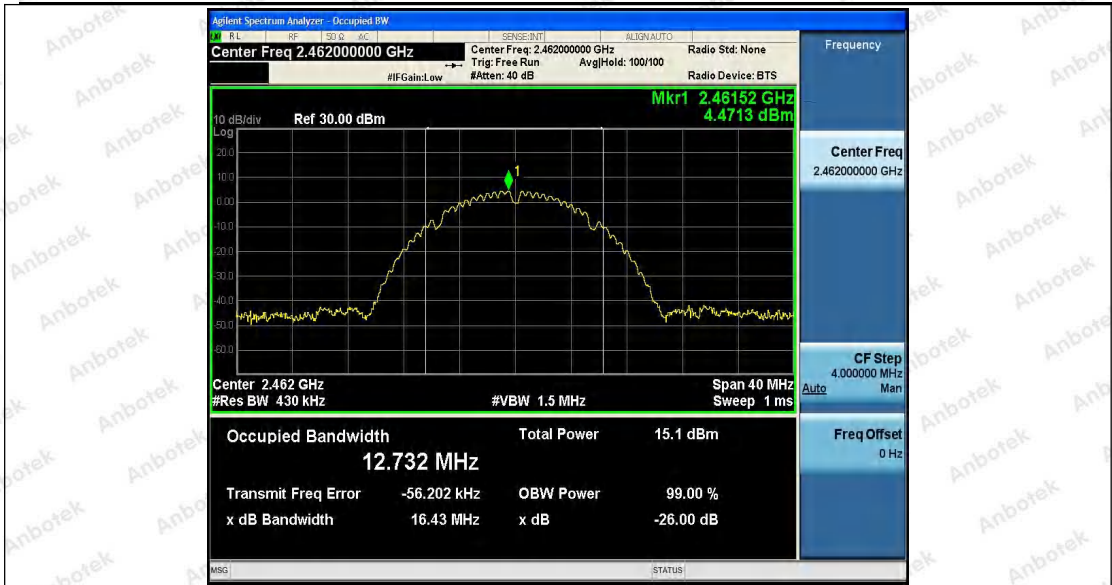 Agilent Spectrum Analyzer - Occupied BW
LXI RL RF 50 Ω AC SENSE:INT ALIGNAUTO
Center Freq 2.462000000 GHz
Center Freq: 2.462000000 GHz
Radio Std: None
Trig: Free Run Avg|Hold: 100/100
#IFGain:Low
#Atten: 40 dB
Radio Device: BTS
Mkr1 2.46152 GHz
4.4713 dBm
10 dB/div Ref 30.00 dBm
Log
20.0
10.0
0.00
-10.0
-20.0
-30.0
-40.0
-50.0
-60.0
1
Center 2.462 GHz
Span 40 MHz
#Res BW 430 kHz
#VBW 1.5 MHz
Sweep 1 ms
Occupied Bandwidth
12.732 MHz
Total Power 15.1 dBm
Transmit Freq Error -56.202 kHz
OBW Power 99.00 %
x dB Bandwidth 16.43 MHz
x dB -26.00 dB
MSG
STATUS
Frequency
Center Freq
2.462000000 GHz
CF Step
4.000000 MHz
Auto Man
Freq Offset
0 Hz
Anbotek